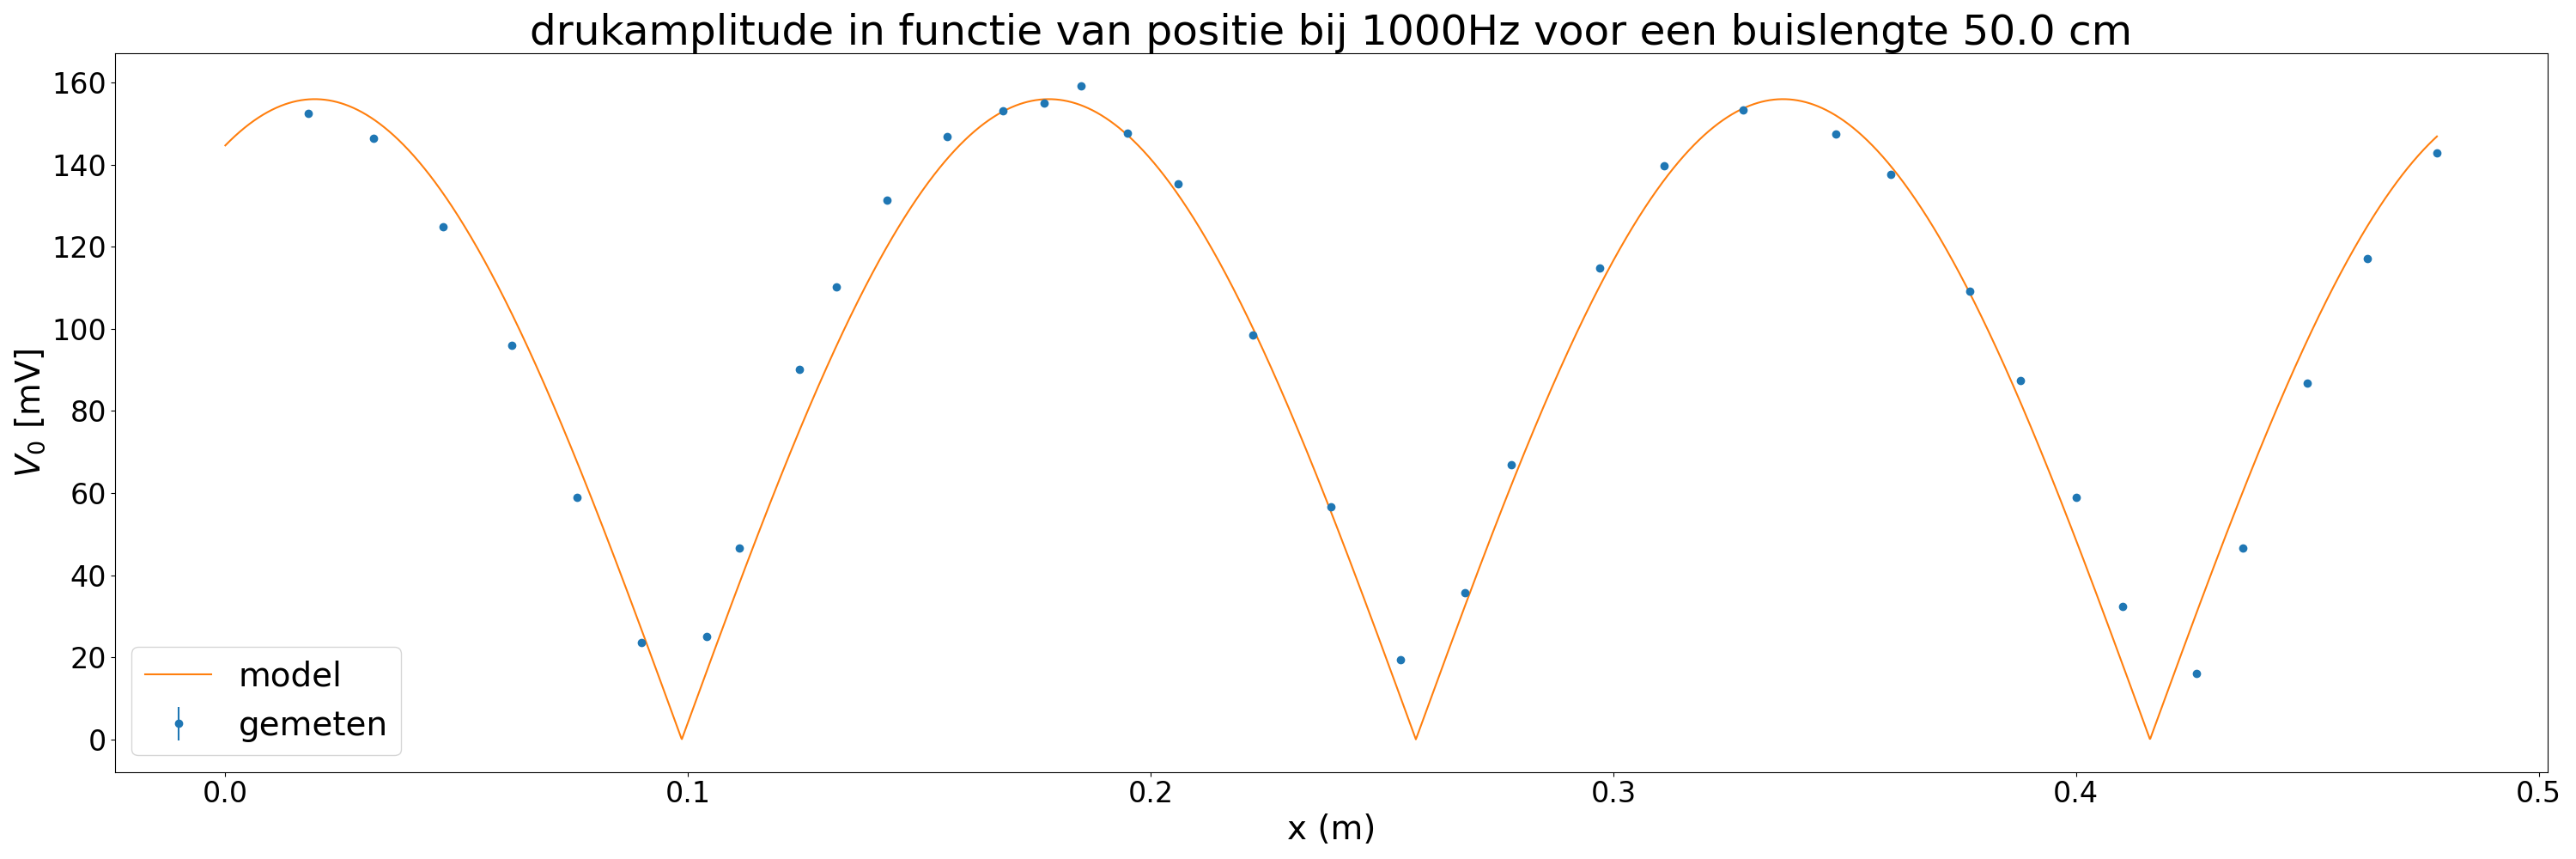 drukamplitude in functie van positie bij 1000Hz voor een buislengte 50.0 cm
160
140
120
100
80
60
40
20
0
V₀ [mV]
model
gemeten
0.0 0.1 0.2 0.3 0.4 0.5
x (m)